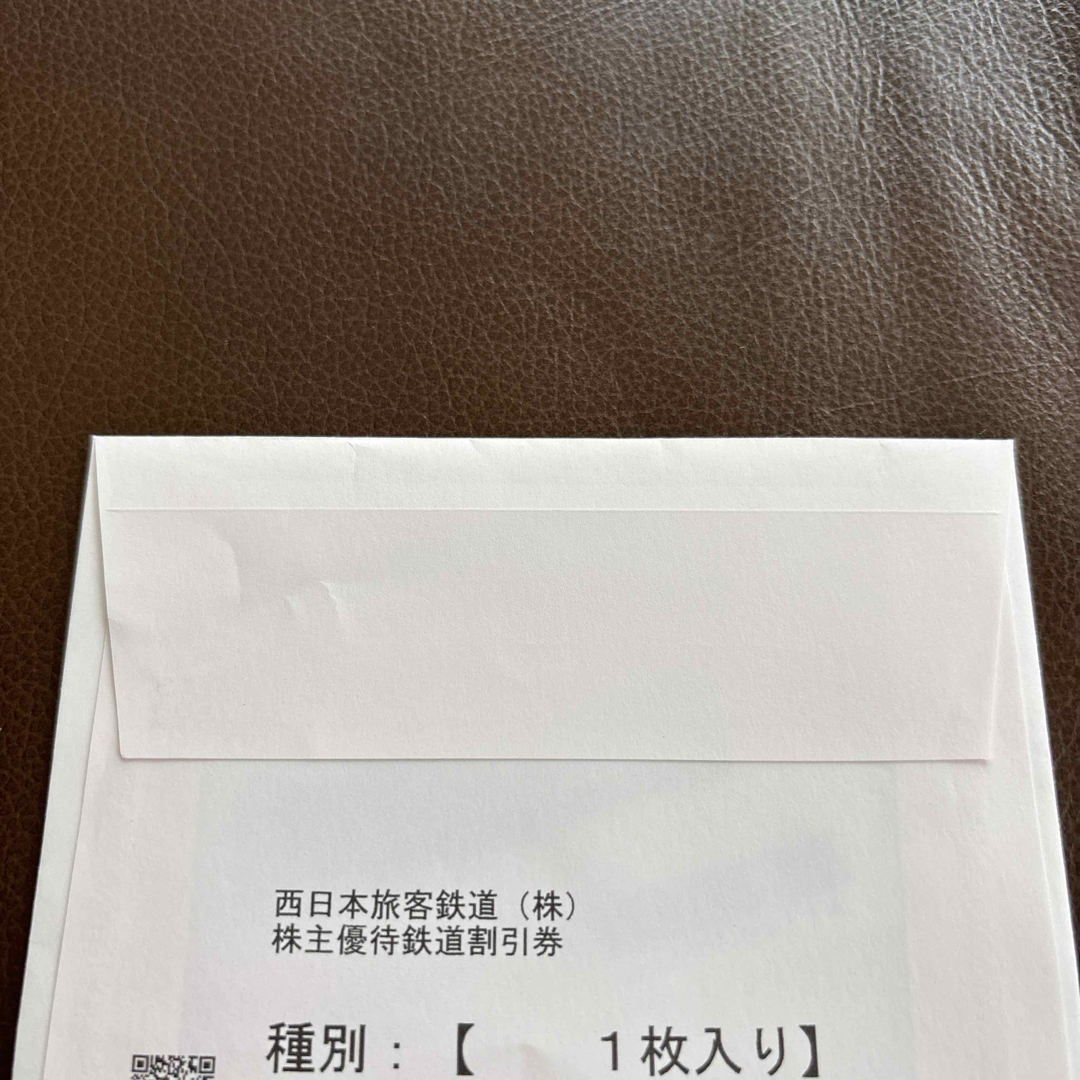 西日本旅客鉄道（株）
株主優待鉄道割引券
種別：【　　　１枚入り】